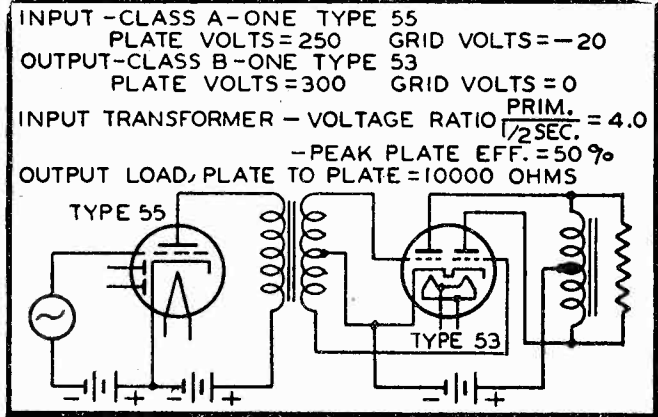 INPUT-CLASS A-ONE TYPE 55
PLATE VOLTS=250 GRID VOLTS=-20
OUTPUT-CLASS B-ONE TYPE 53
PLATE VOLTS=300 GRID VOLTS=0
INPUT TRANSFORMER-VOLTAGE RATIO PRIM./1/2 SEC.=4.0
-PEAK PLATE EFF.=50%
OUTPUT LOAD, PLATE TO PLATE=10000 OHMS
TYPE 55
TYPE 53
- + - + - +